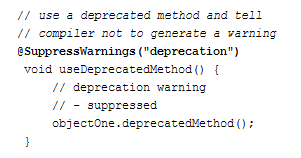 // use a deprecated method and tell
// compiler not to generate a warning
@SuppressWarnings("deprecation")
void useDeprecatedMethod() {
// deprecation warning
// - suppressed
objectOne.deprecatedMethod();
}